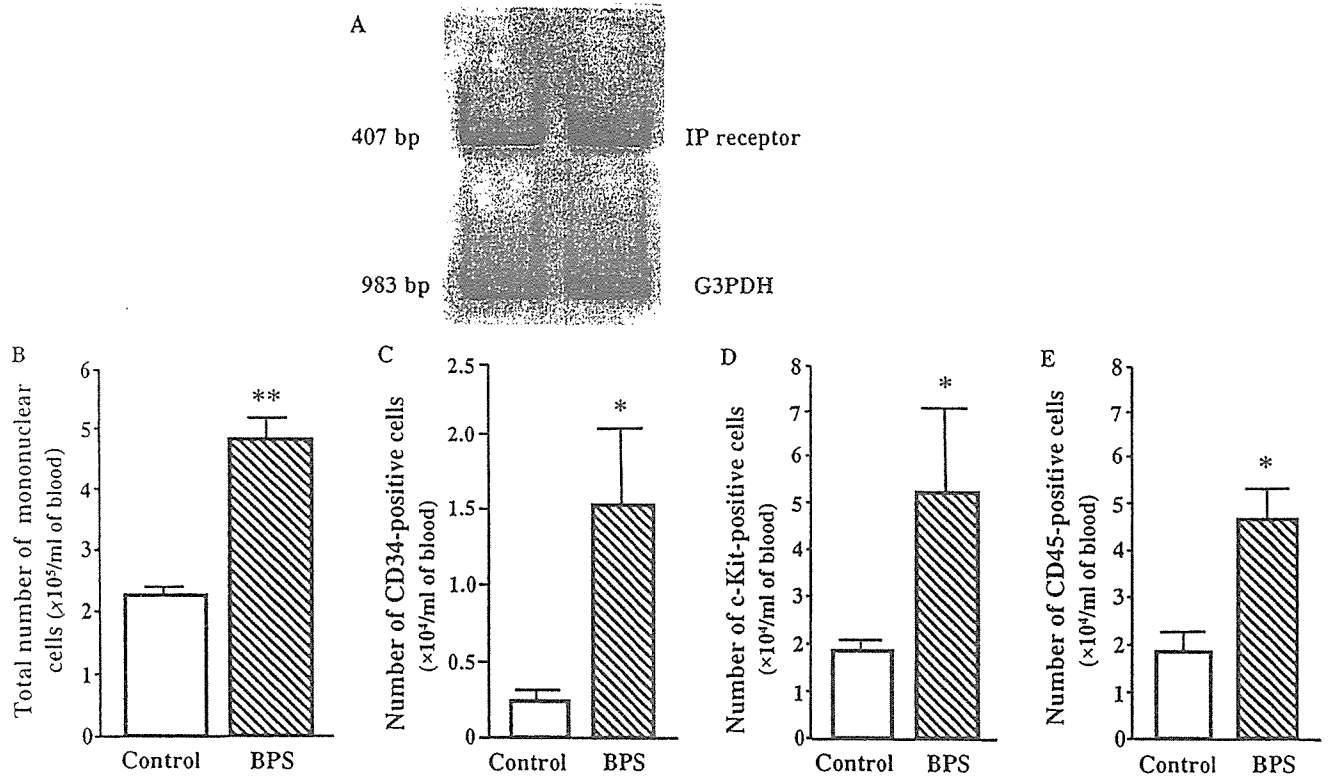 A
407 bp
IP receptor
983 bp
G3PDH
B
Total number of mononuclear
cells (×10⁵/ml of blood)
6
5
4
3
2
1
0
**
Control
BPS
C
Number of CD34-positive cells
(×10⁴/ml of blood)
2.5
2.0
1.5
1.0
0.5
0
*
Control
BPS
D
Number of c-Kit-positive cells
(×10⁴/ml of blood)
8
7
6
5
4
3
2
1
0
*
Control
BPS
E
Number of CD45-positive cells
(×10⁴/ml of blood)
8
7
6
5
4
3
2
1
0
*
Control
BPS